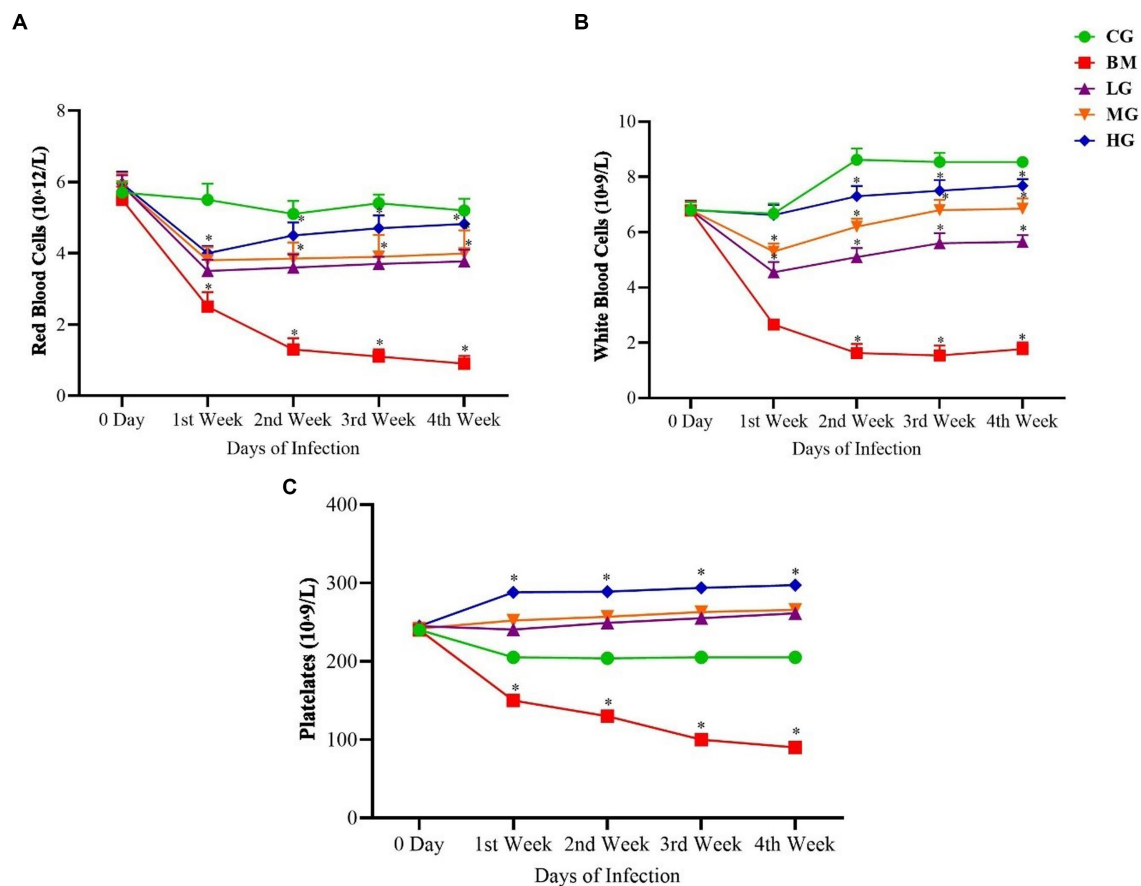 A
8
6
4
2
0
Red Blood Cells (10^12/L)
0 Day 1st Week 2nd Week 3rd Week 4th Week
Days of Infection
* * * * * * * * * * *
B
10
8
6
4
2
0
White Blood Cells (10^9/L)
0 Day 1st Week 2nd Week 3rd Week 4th Week
Days of Infection
* * * * * * * * * * * * * *
CG
BM
LG
MG
HG
C
400
300
200
100
0
Platelates (10^9/L)
0 Day 1st Week 2nd Week 3rd Week 4th Week
Days of Infection
* * * *
* * * *